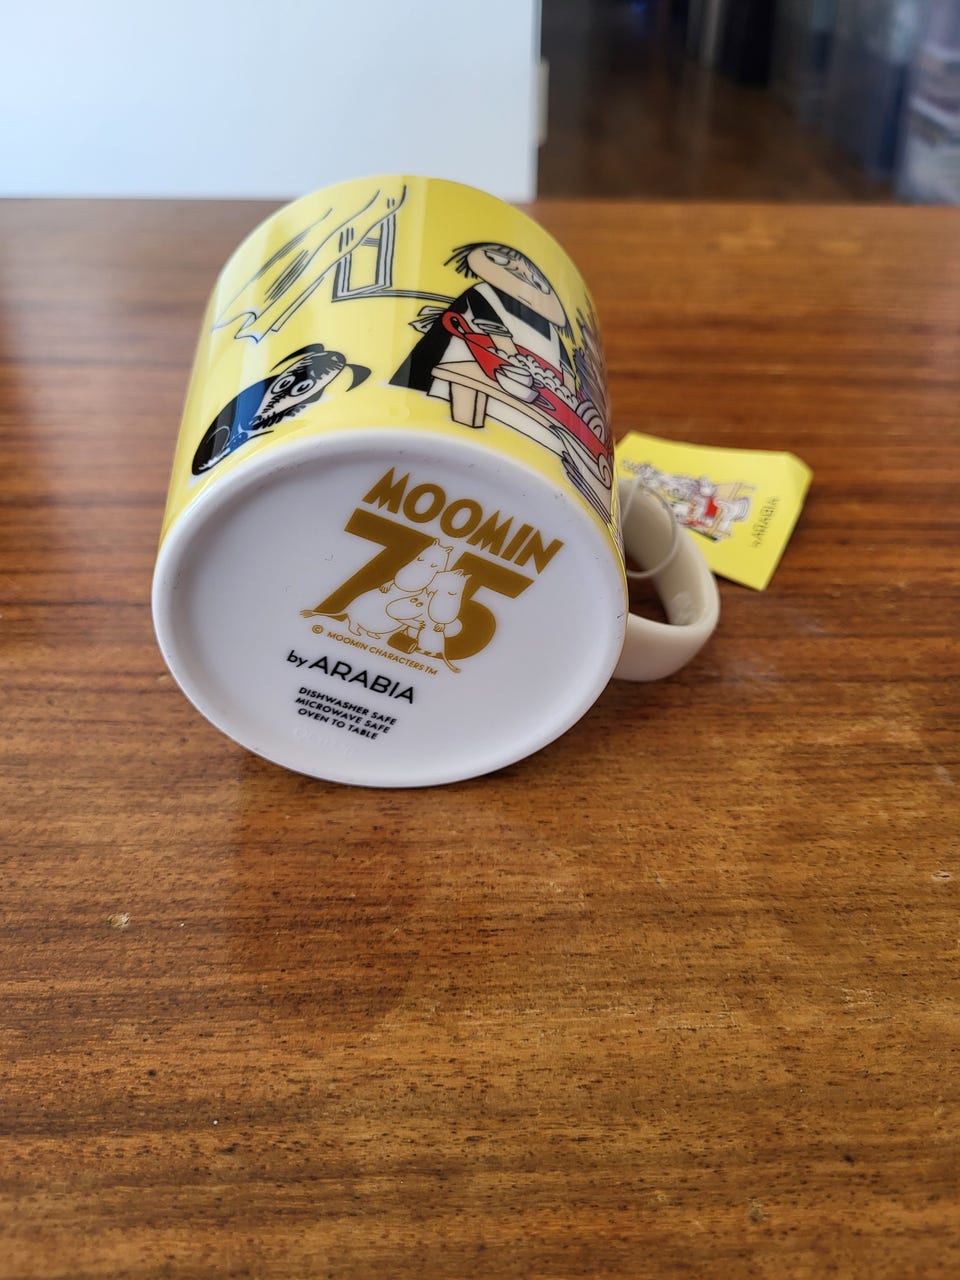 MOOMIN
75
© MOOMIN CHARACTERS™
by ARABIA
DISHWASHER SAFE
MICROWAVE SAFE
OVEN TO TABLE
ARABIA